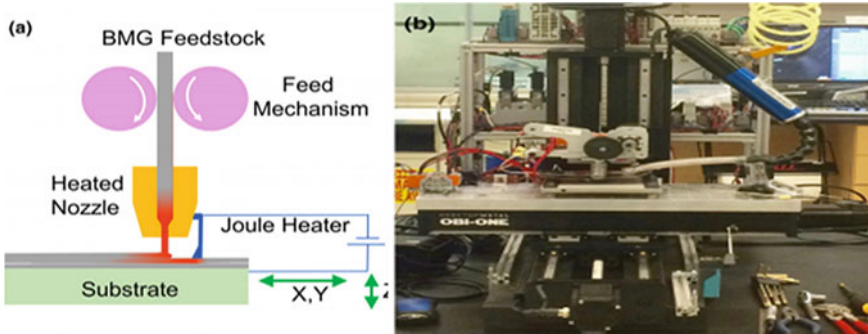 (a)
BMG Feedstock
Feed
Mechanism
Heated
Nozzle
Joule Heater
Substrate
X,Y
Z
(b)
OBI-ONE